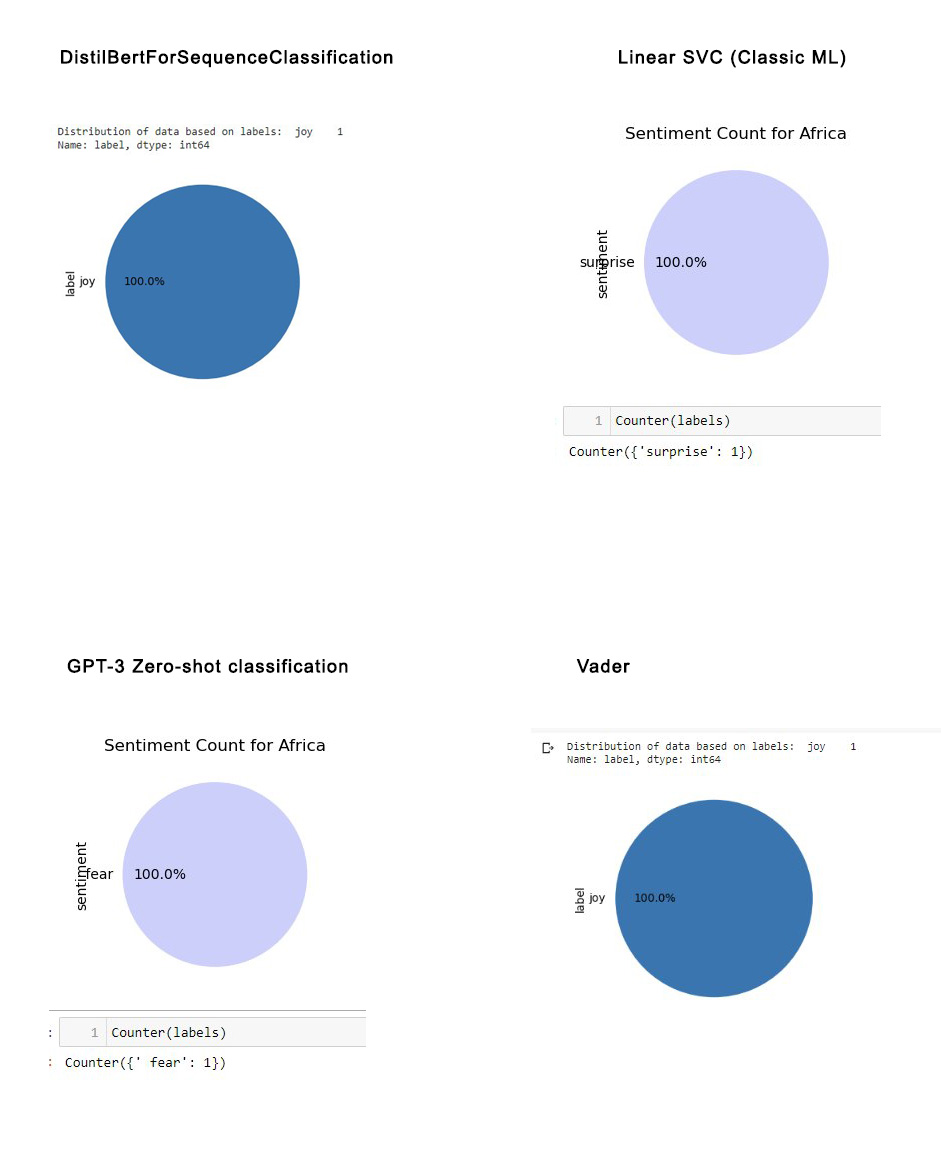 DistilBertForSequenceClassification
Distribution of data based on labels: joy 1
Name: label, dtype: int64
label
joy
100.0%
Linear SVC (Classic ML)
Sentiment Count for Africa
sentiment
surprise
100.0%
1 Counter(labels)
Counter({'surprise': 1})
GPT-3 Zero-shot classification
Sentiment Count for Africa
sentiment
fear
100.0%
: 1 Counter(labels)
: Counter({' fear': 1})
Vader
Distribution of data based on labels: joy 1
Name: label, dtype: int64
label
joy
100.0%